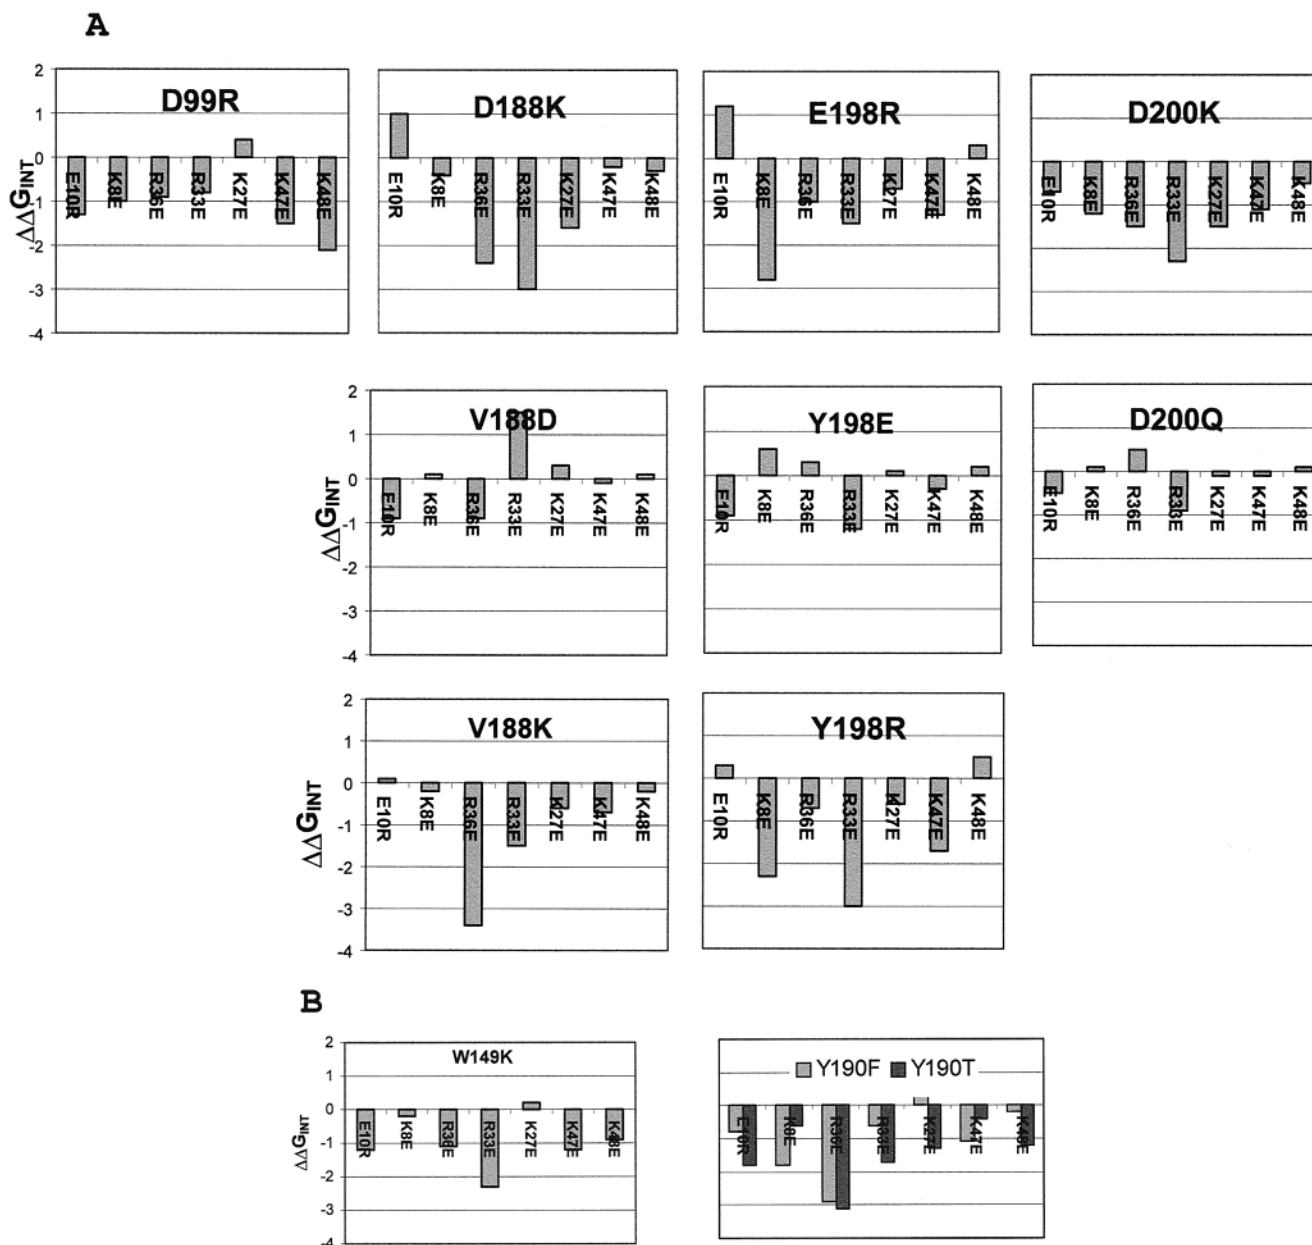 A
D99R
D188K
E198R
D200K
ΔΔG_INT
2
1
0
-1
-2
-3
-4
E10R K8E R36E R33E K27E K47E K48E
E10R K8E R36E R33E K27E K47E K48E
E10R K8E R36E R33E K27E K47E K48E
E10R K8E R36E R33E K27E K47E K48E
V188D
Y198E
D200Q
ΔΔG_INT
2
1
0
-1
-2
-3
-4
E10R K8E R36E R33E K27E K47E K48E
E10R K8E R36E R33E K27E K47E K48E
E10R K8E R36E R33E K27E K47E K48E
V188K
Y198R
ΔΔG_INT
2
1
0
-1
-2
-3
-4
E10R K8E R36E R33E K27E K47E K48E
E10R K8E R36E R33E K27E K47E K48E
B
W149K
Y190F Y190T
ΔΔG_INT
2
1
0
-1
-2
-3
-4
E10R K8E R36E R33E K27E K47E K48E
E10R K8E R36E R33E K27E K47E K48E